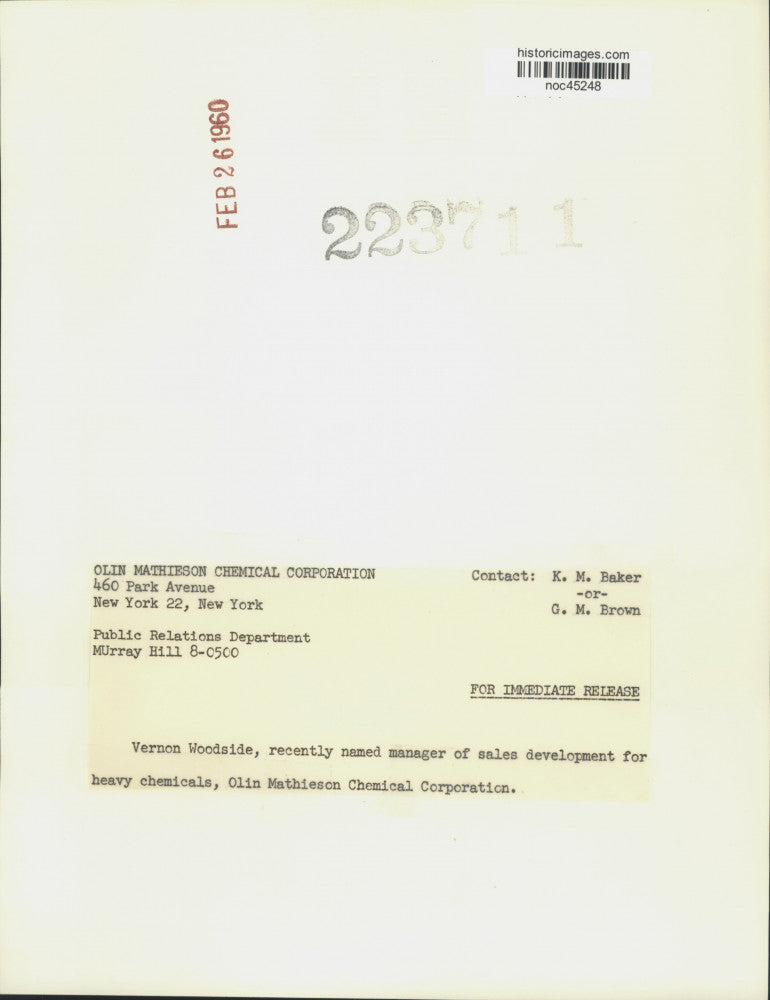 historicimages.com
noc45248
FEB 26 1960
223711 1
OLIN MATHIESON CHEMICAL CORPORATION
460 Park Avenue
New York 22, New York
Public Relations Department
MUrray Hill 8-0500
Contact: K. M. Baker
-or-
G. M. Brown
FOR IMMEDIATE RELEASE
Vernon Woodside, recently named manager of sales development for
heavy chemicals, Olin Mathieson Chemical Corporation.